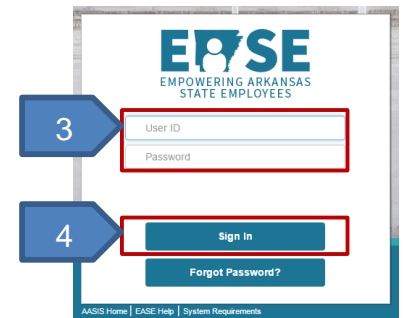 EASE
EMPOWERING ARKANSAS
STATE EMPLOYEES
3
User ID
Password
4
Sign In
Forgot Password?
AASIS Home | EASE Help | System Requirements